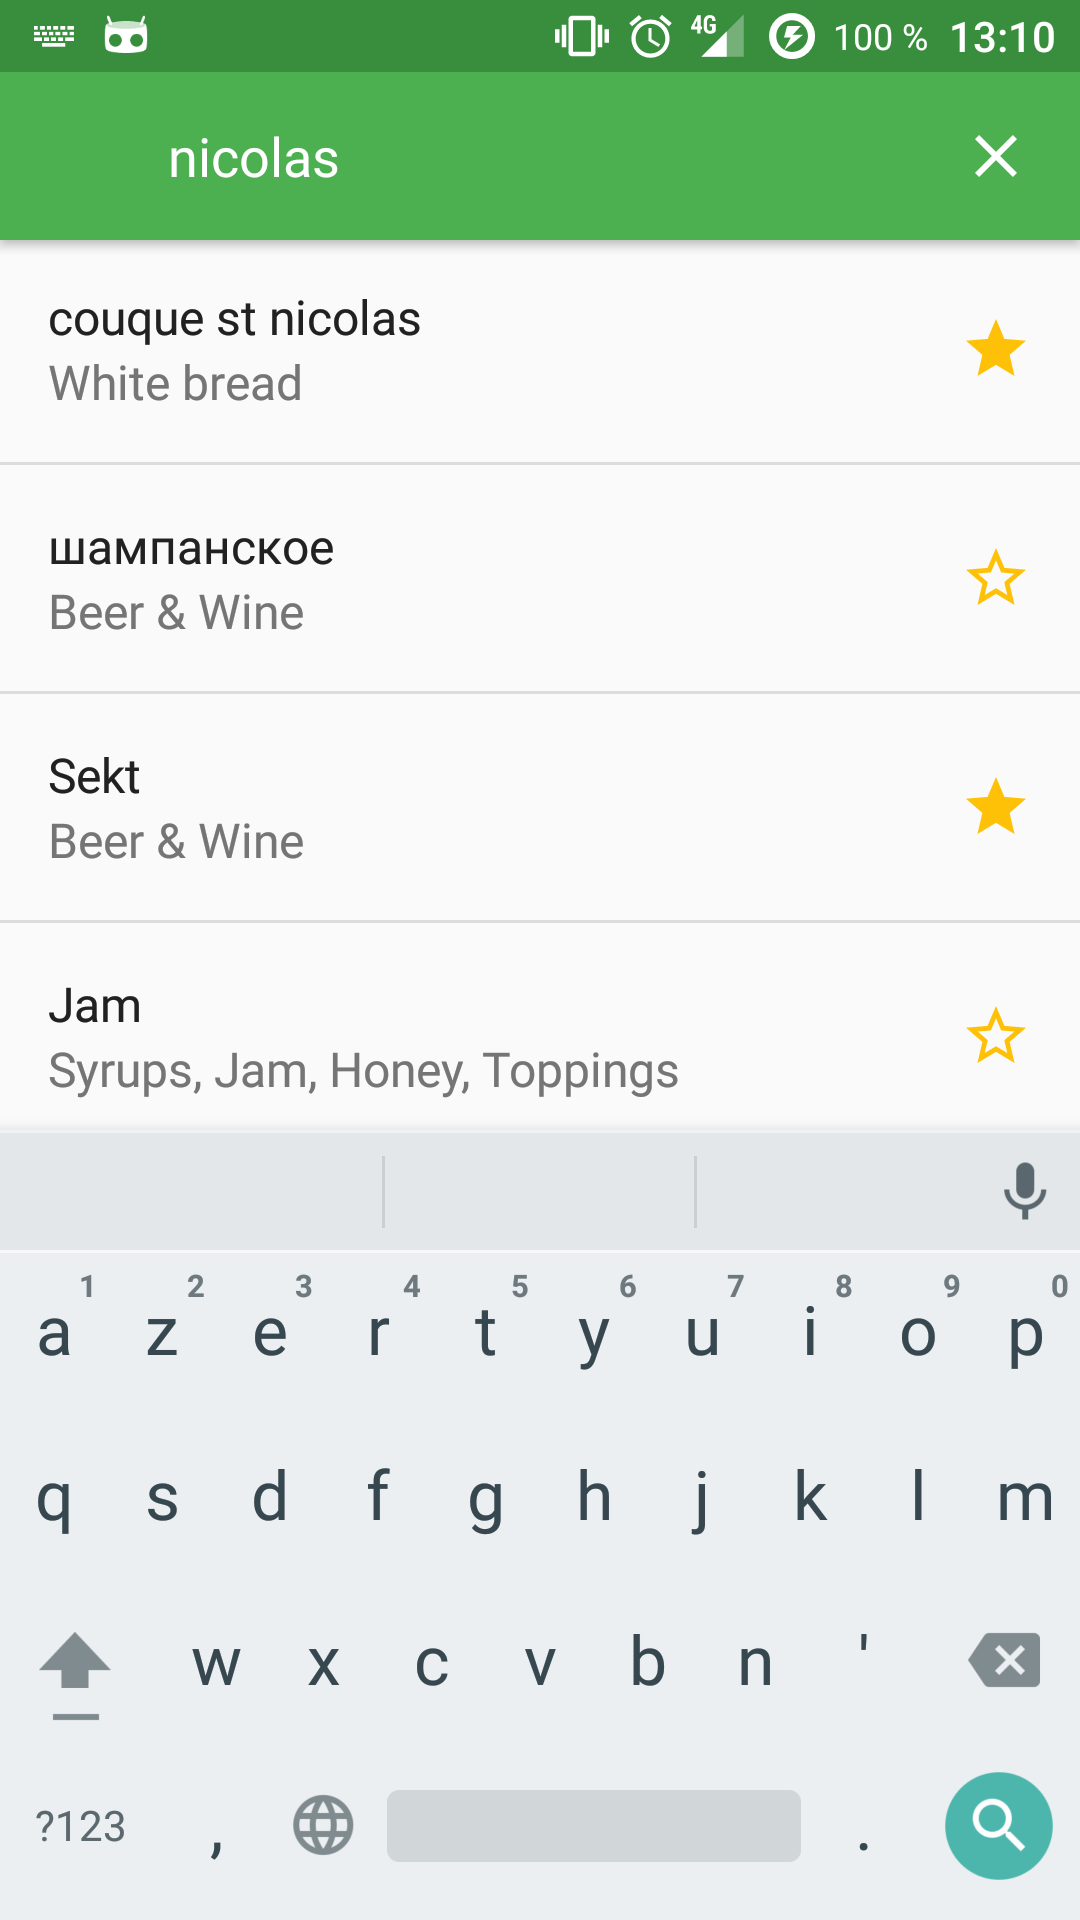 4G 100 % 13:10
nicolas
couque st nicolas
White bread
шампанское
Beer & Wine
Sekt
Beer & Wine
Jam
Syrups, Jam, Honey, Toppings
1 2 3 4 5 6 7 8 9 0
a z e r t y u i o p
q s d f g h j k l m
w x c v b n '
?123 , .